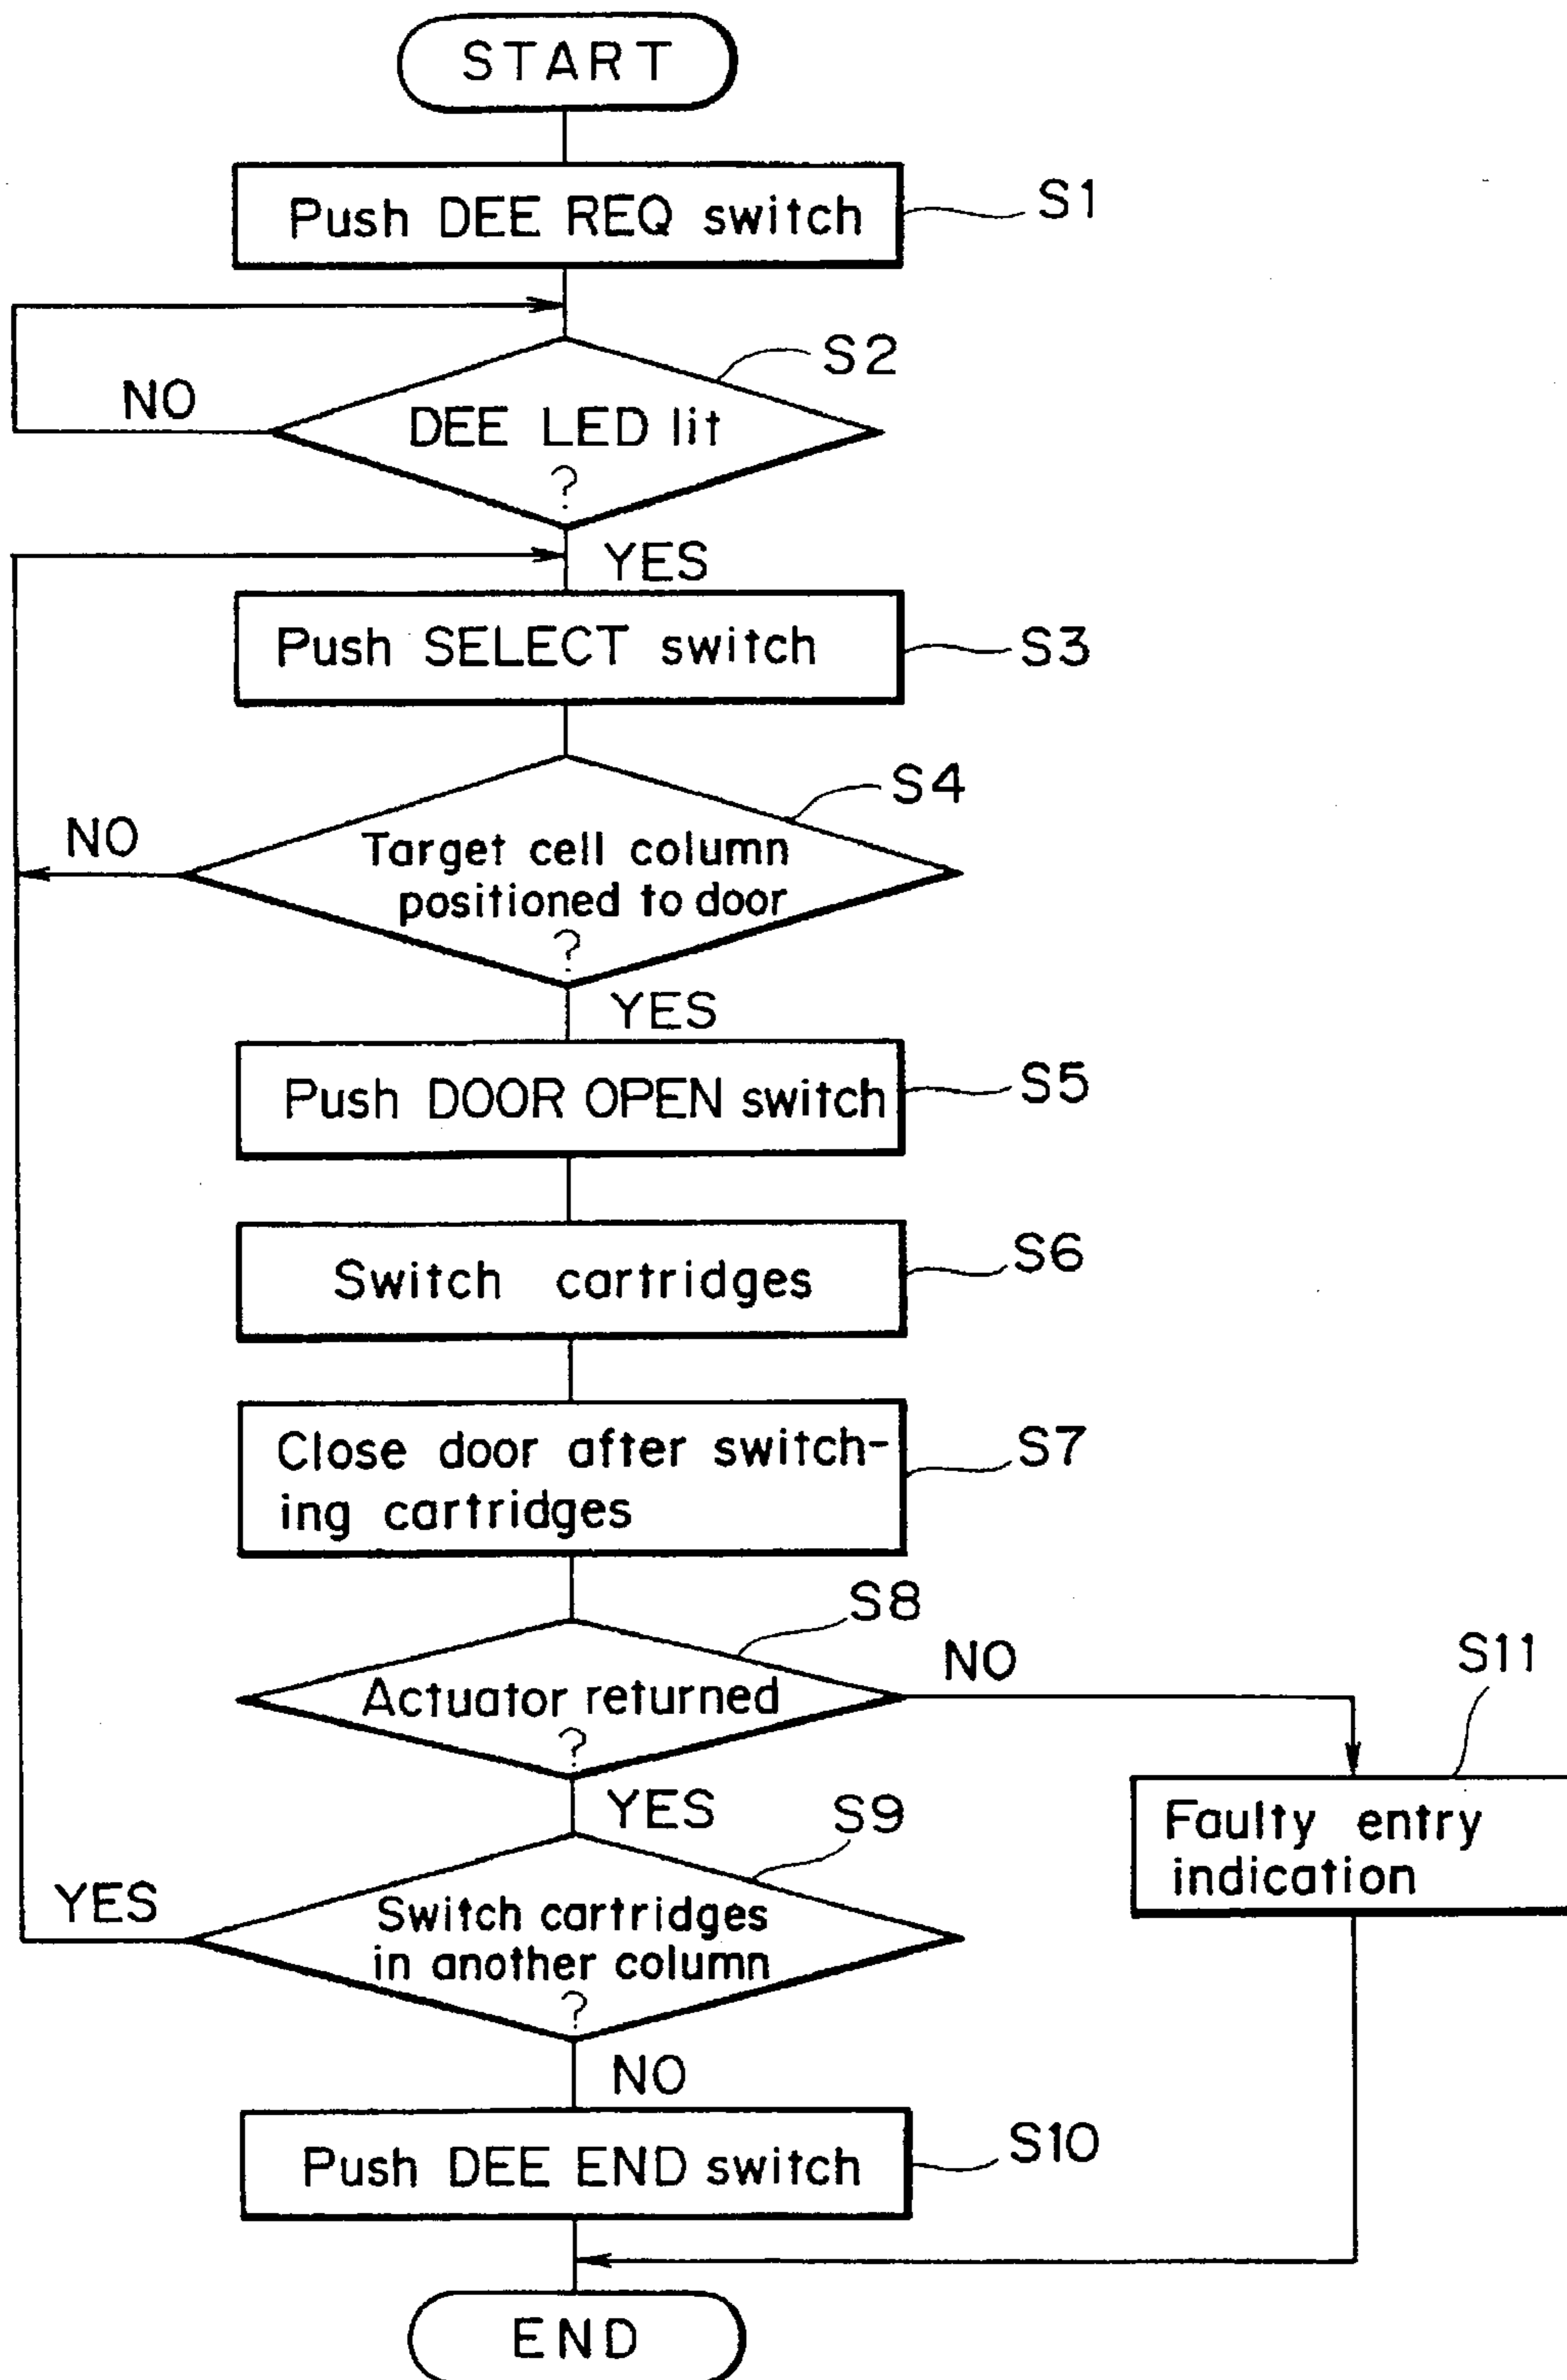 START
Push DEE REQ switch
S1
S2
NO
DEE LED lit
?
YES
Push SELECT switch
S3
S4
NO
Target cell column
positioned to door
?
YES
Push DOOR OPEN switch
S5
Switch cartridges
S6
Close door after switch-
ing cartridges
S7
S8
NO
Actuator returned
?
S11
YES
Faulty entry
indication
S9
YES
Switch cartridges
in another column
?
NO
Push DEE END switch
S10
END